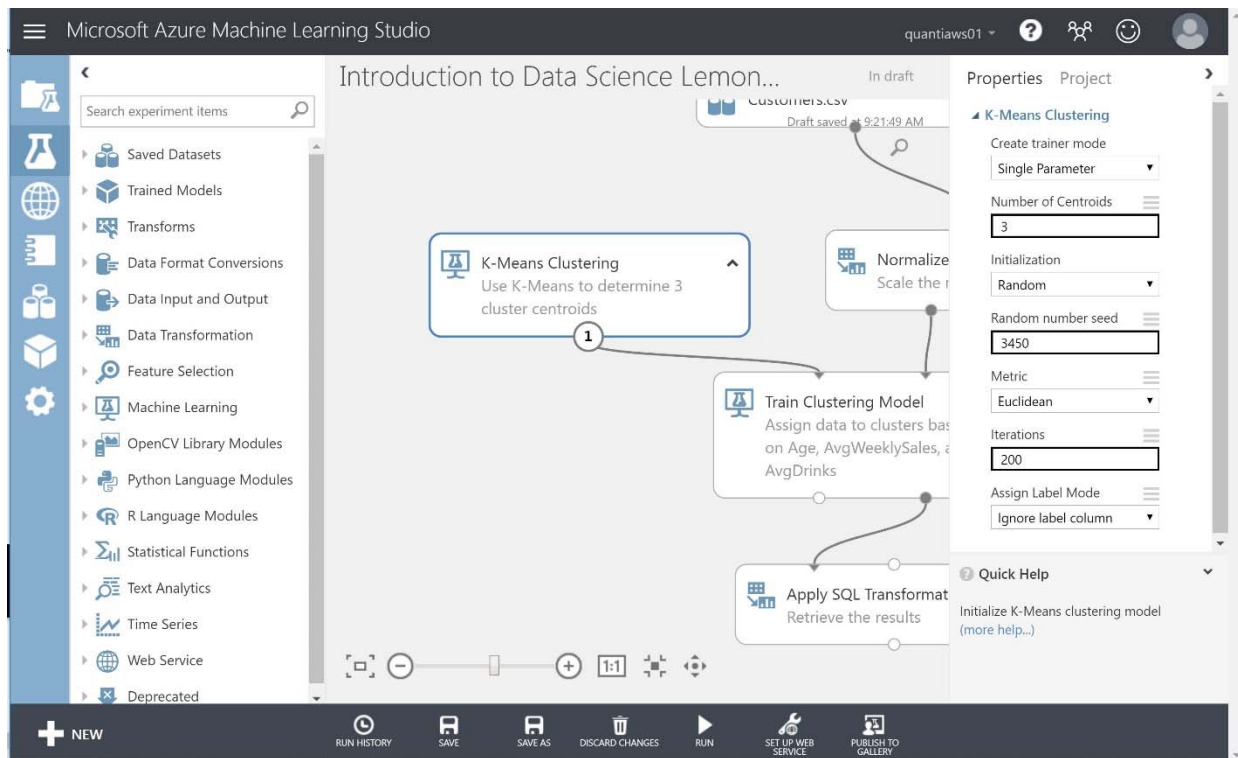 Microsoft Azure Machine Learning Studio
quantiaws01
?
Search experiment items
Saved Datasets
Trained Models
Transforms
Data Format Conversions
Data Input and Output
Data Transformation
Feature Selection
Machine Learning
OpenCV Library Modules
Python Language Modules
R Language Modules
Statistical Functions
Text Analytics
Time Series
Web Service
Deprecated
Introduction to Data Science Lemon...
In draft
Customers.csv
Draft saved at 9:21:49 AM
K-Means Clustering
Use K-Means to determine 3
cluster centroids
1
Normalize
Scale the
Train Clustering Model
Assign data to clusters bas
on Age, AvgWeeklySales,
AvgDrinks
Apply SQL Transformat
Retrieve the results
1:1
Properties Project
K-Means Clustering
Create trainer mode
Single Parameter
Number of Centroids
3
Initialization
Random
Random number seed
3450
Metric
Euclidean
Iterations
200
Assign Label Mode
Ignore label column
Quick Help
Initialize K-Means clustering model
(more help...)
NEW
RUN HISTORY
SAVE
SAVE AS
DISCARD CHANGES
RUN
SET UP WEB
SERVICE
PUBLISH TO
GALLERY